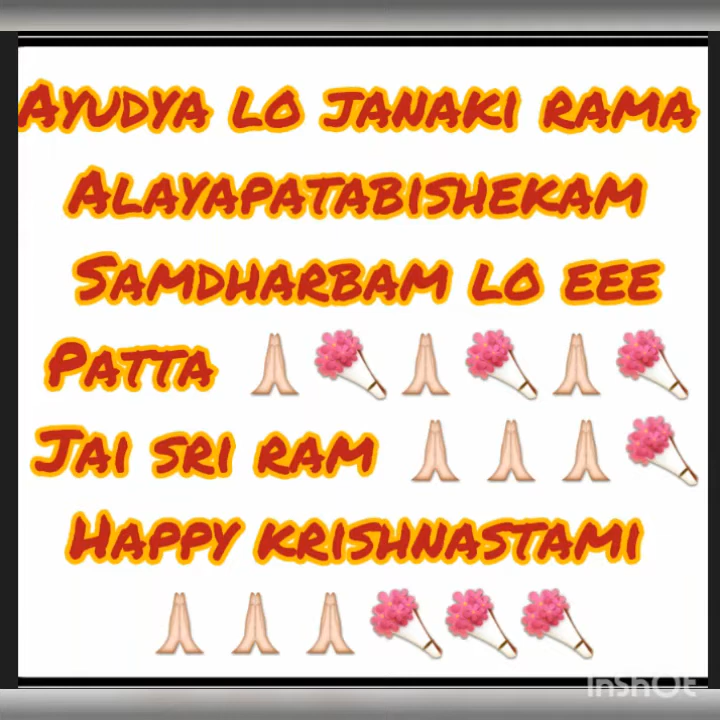 Ayudya lo janaki rama
Alayapatabishekam
Samdharbam lo eee
Patta 🙏🏻💐🙏🏻💐🙏🏻💐
Jai sri ram 🙏🏻🙏🏻🙏🏻💐
Happy krishnastami
🙏🏻🙏🏻🙏🏻💐💐💐
InShOt